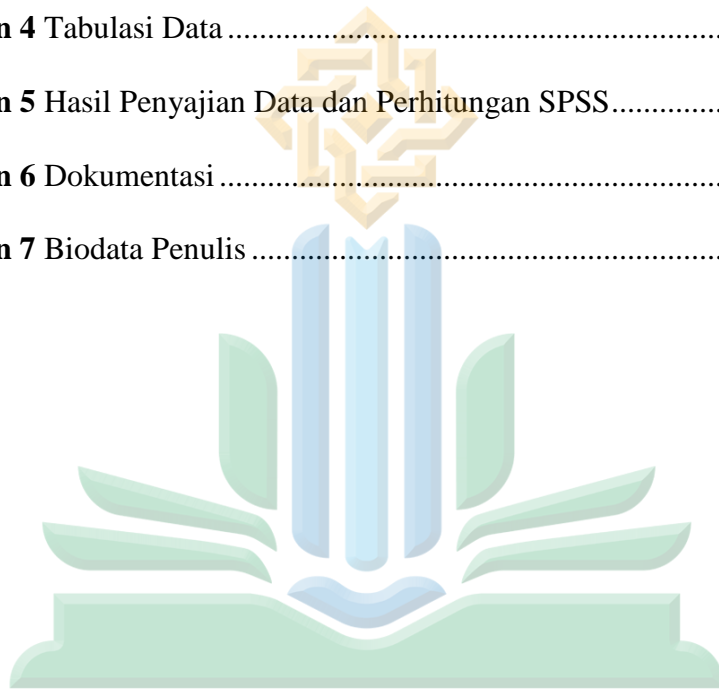 n 4 Tabulasi Data ...............................................................
n 5 Hasil Penyajian Data dan Perhitungan SPSS..............
n 6 Dokumentasi ................................................................
n 7 Biodata Penulis ............................................................